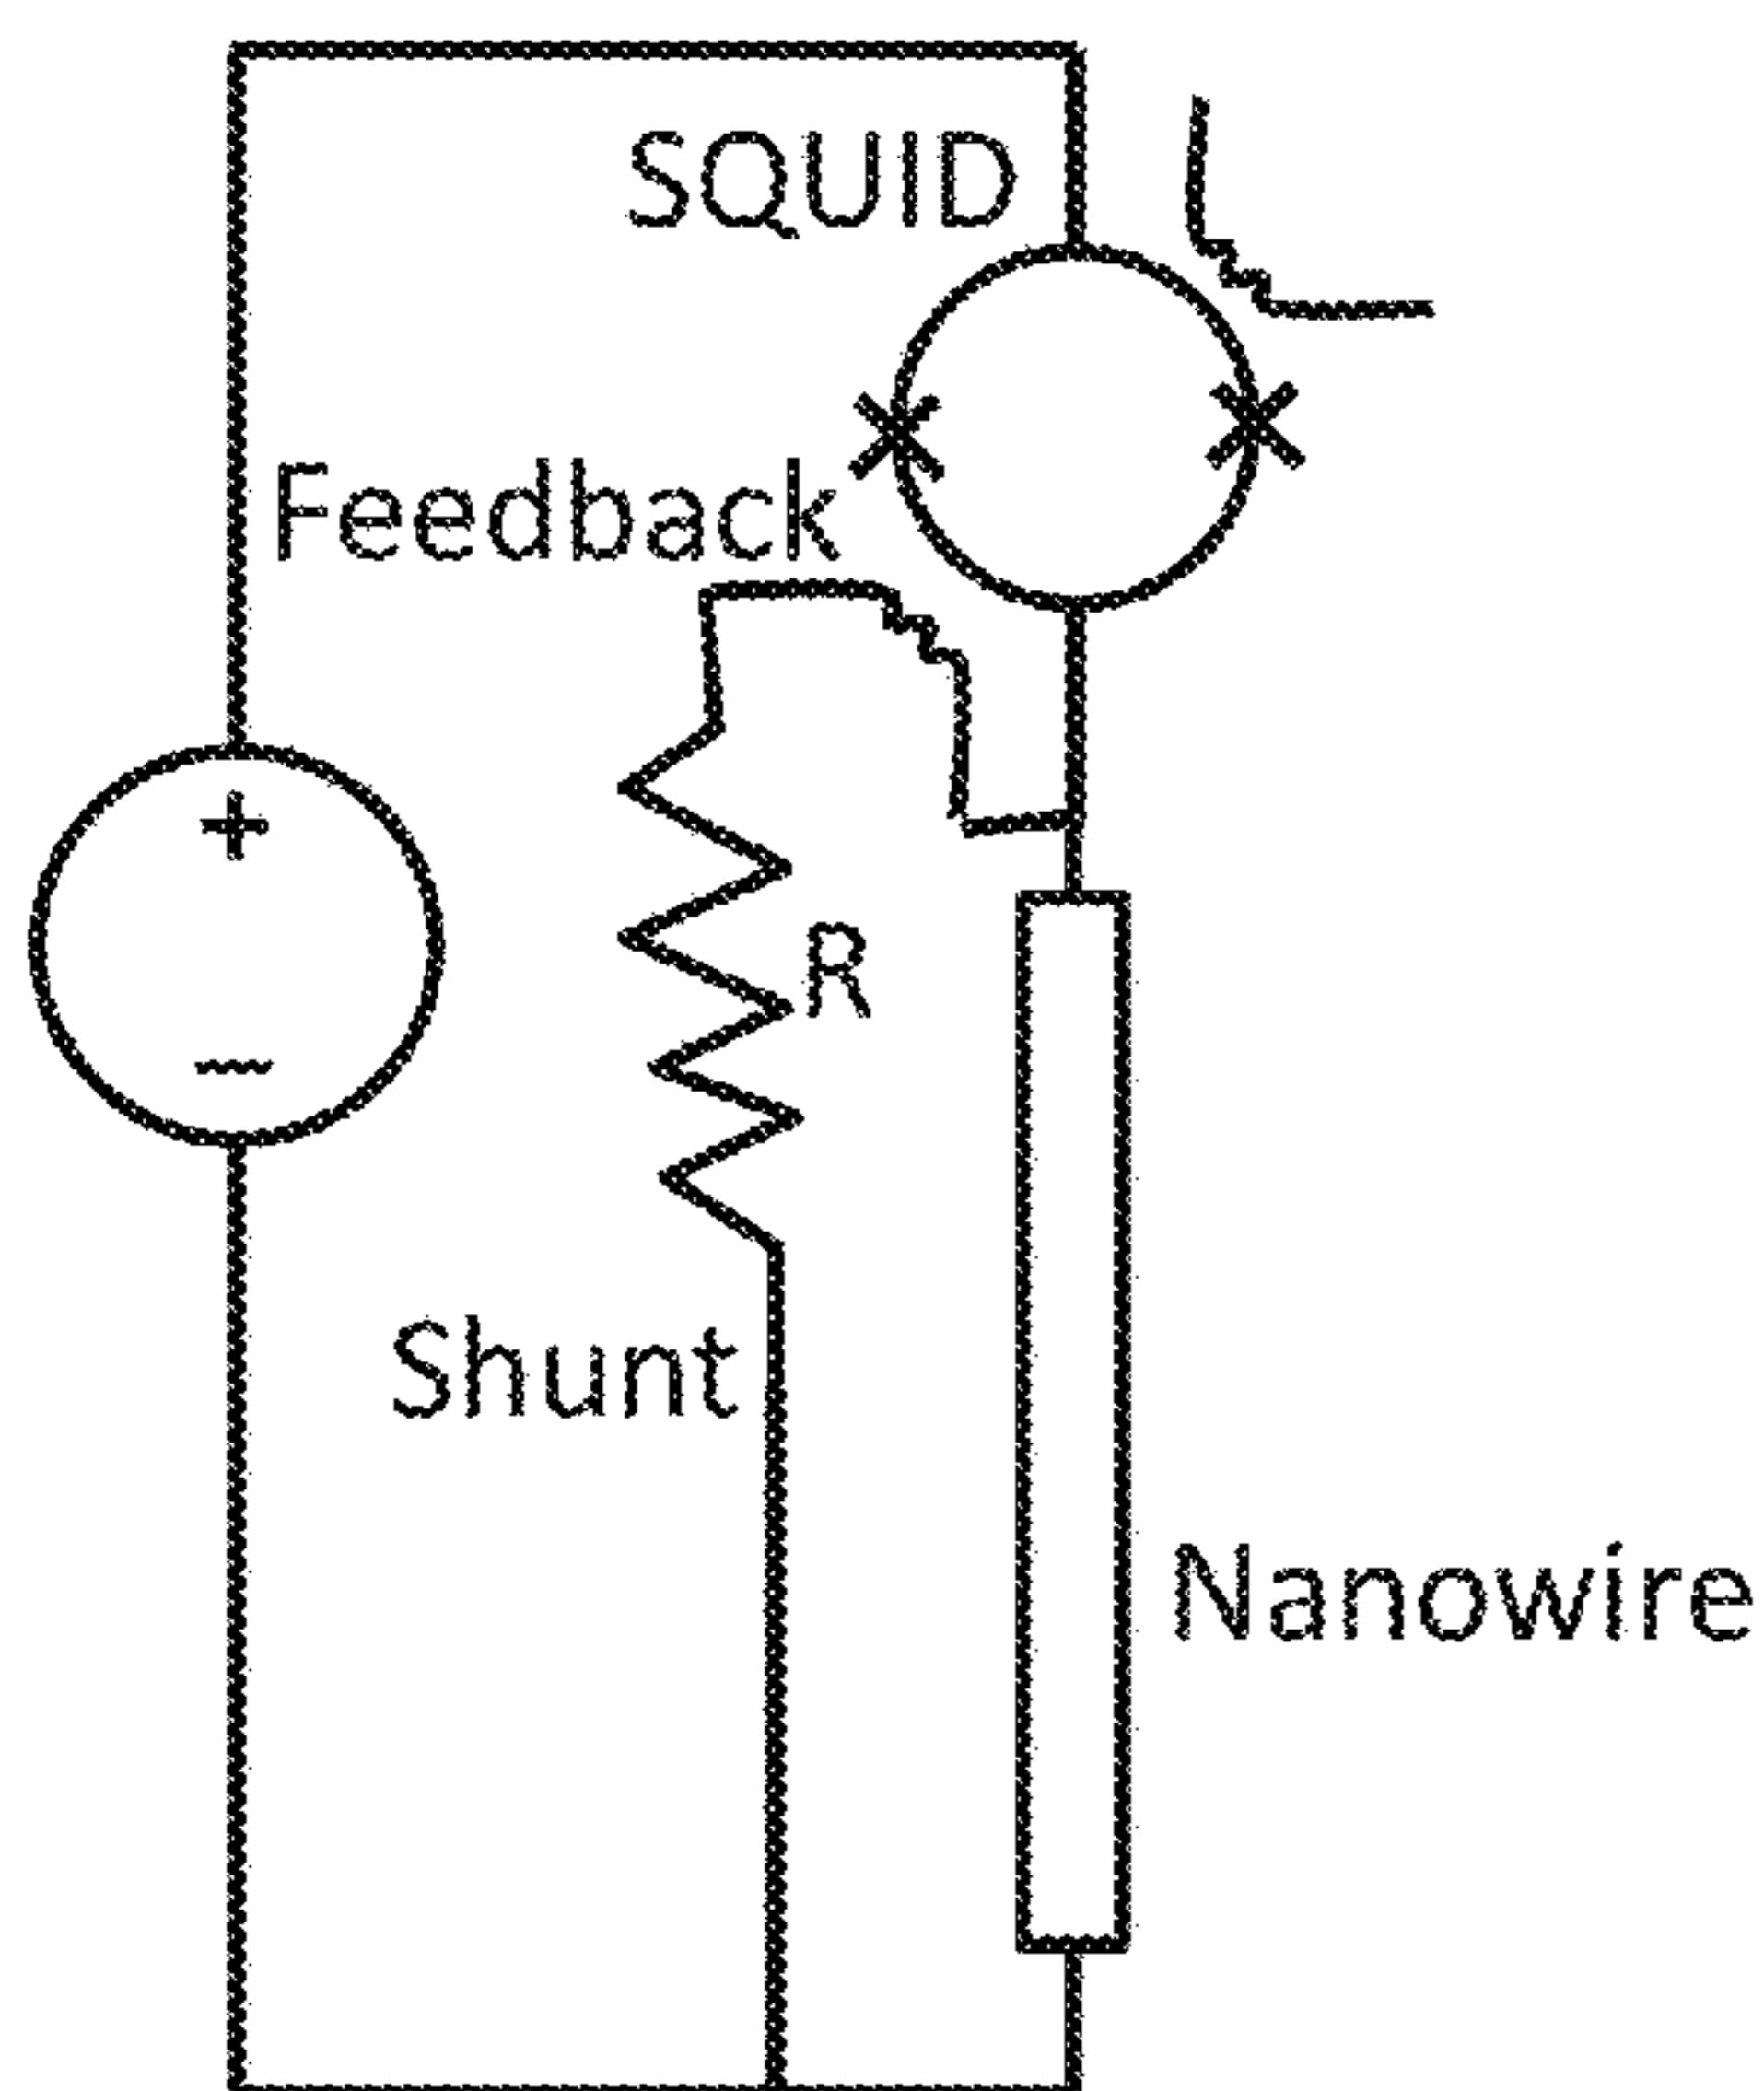 SQUID
Feedback
+
R
−
Shunt
Nanowire